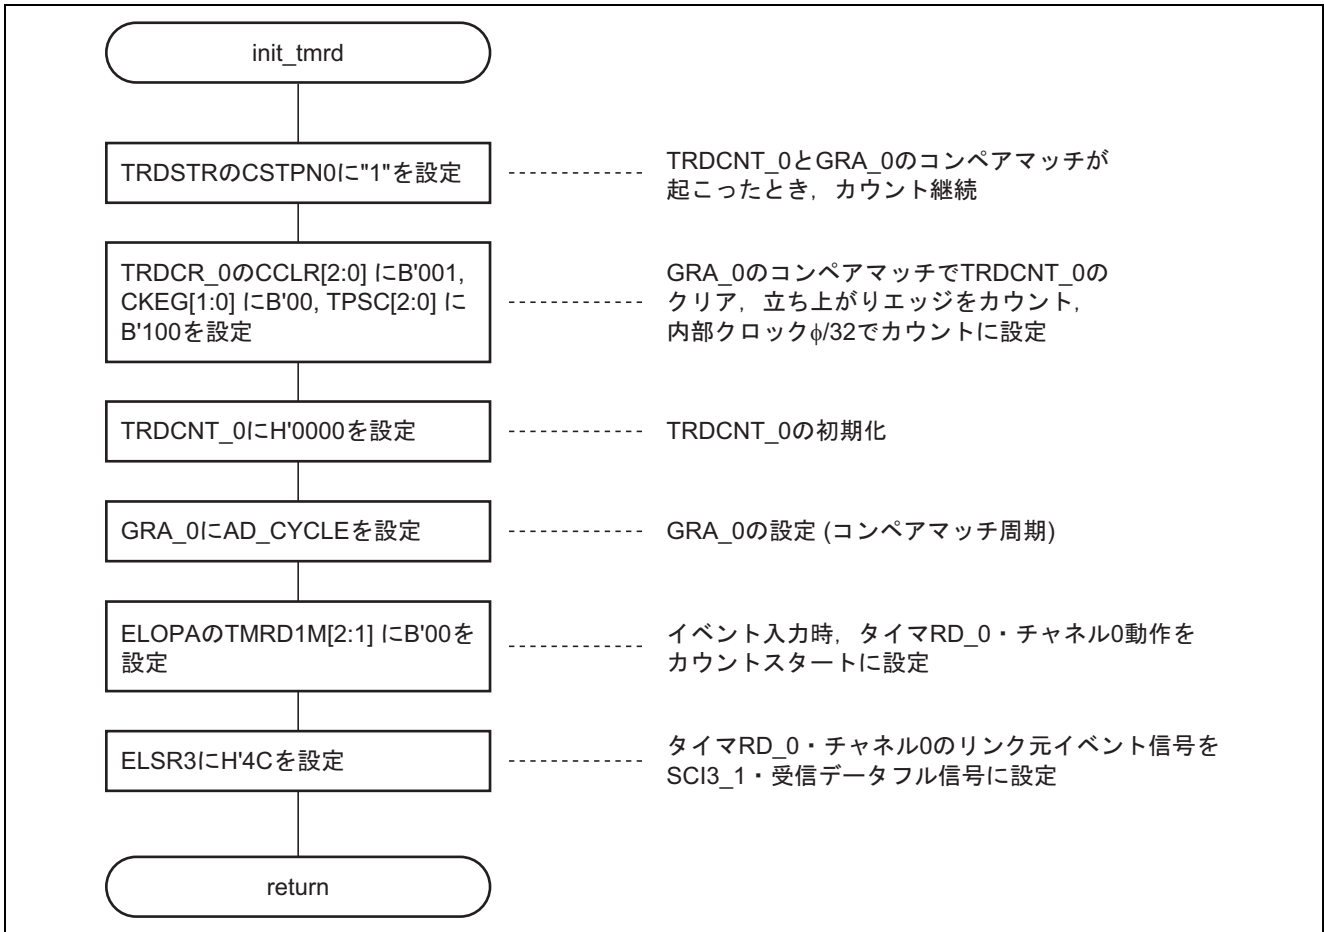 init_tmrd
TRDSTRのCSTPN0に"1"を設定
TRDCNT_0とGRA_0のコンペアマッチが
起こったとき，カウント継続
TRDCR_0のCCLR[2:0] にB'001,
CKEG[1:0] にB'00, TPSC[2:0] に
B'100を設定
GRA_0のコンペアマッチでTRDCNT_0の
クリア，立ち上がりエッジをカウント，
内部クロックφ/32でカウントに設定
TRDCNT_0にH'0000を設定
TRDCNT_0の初期化
GRA_0にAD_CYCLEを設定
GRA_0の設定 (コンペアマッチ周期)
ELOPAのTMRD1M[2:1] にB'00を
設定
イベント入力時，タイマRD_0・チャネル0動作を
カウントスタートに設定
ELSR3にH'4Cを設定
タイマRD_0・チャネル0のリンク元イベント信号を
SCI3_1・受信データフル信号に設定
return